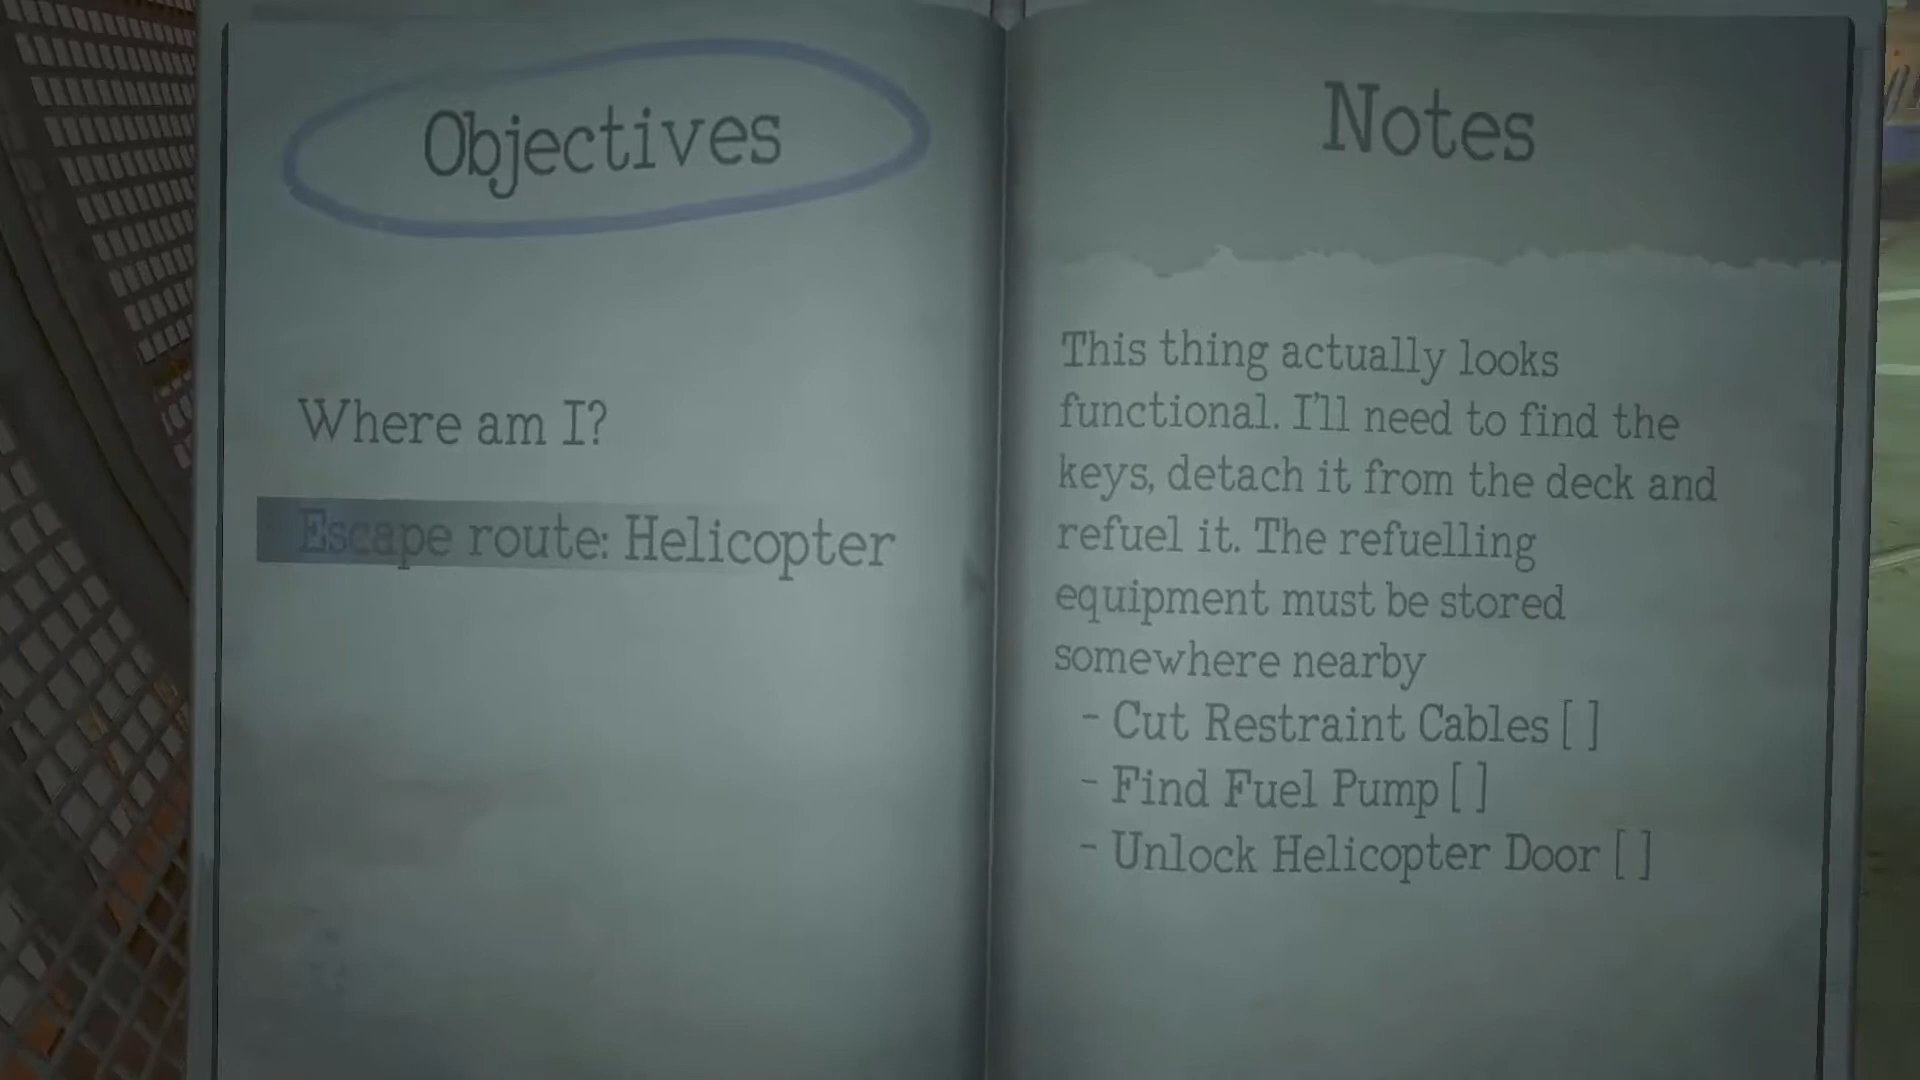 Objectives
Where am I?
Escape route: Helicopter
Notes
This thing actually looks
functional. I'll need to find the
keys, detach it from the deck and
refuel it. The refuelling
equipment must be stored
somewhere nearby
- Cut Restraint Cables [ ]
- Find Fuel Pump [ ]
- Unlock Helicopter Door [ ]